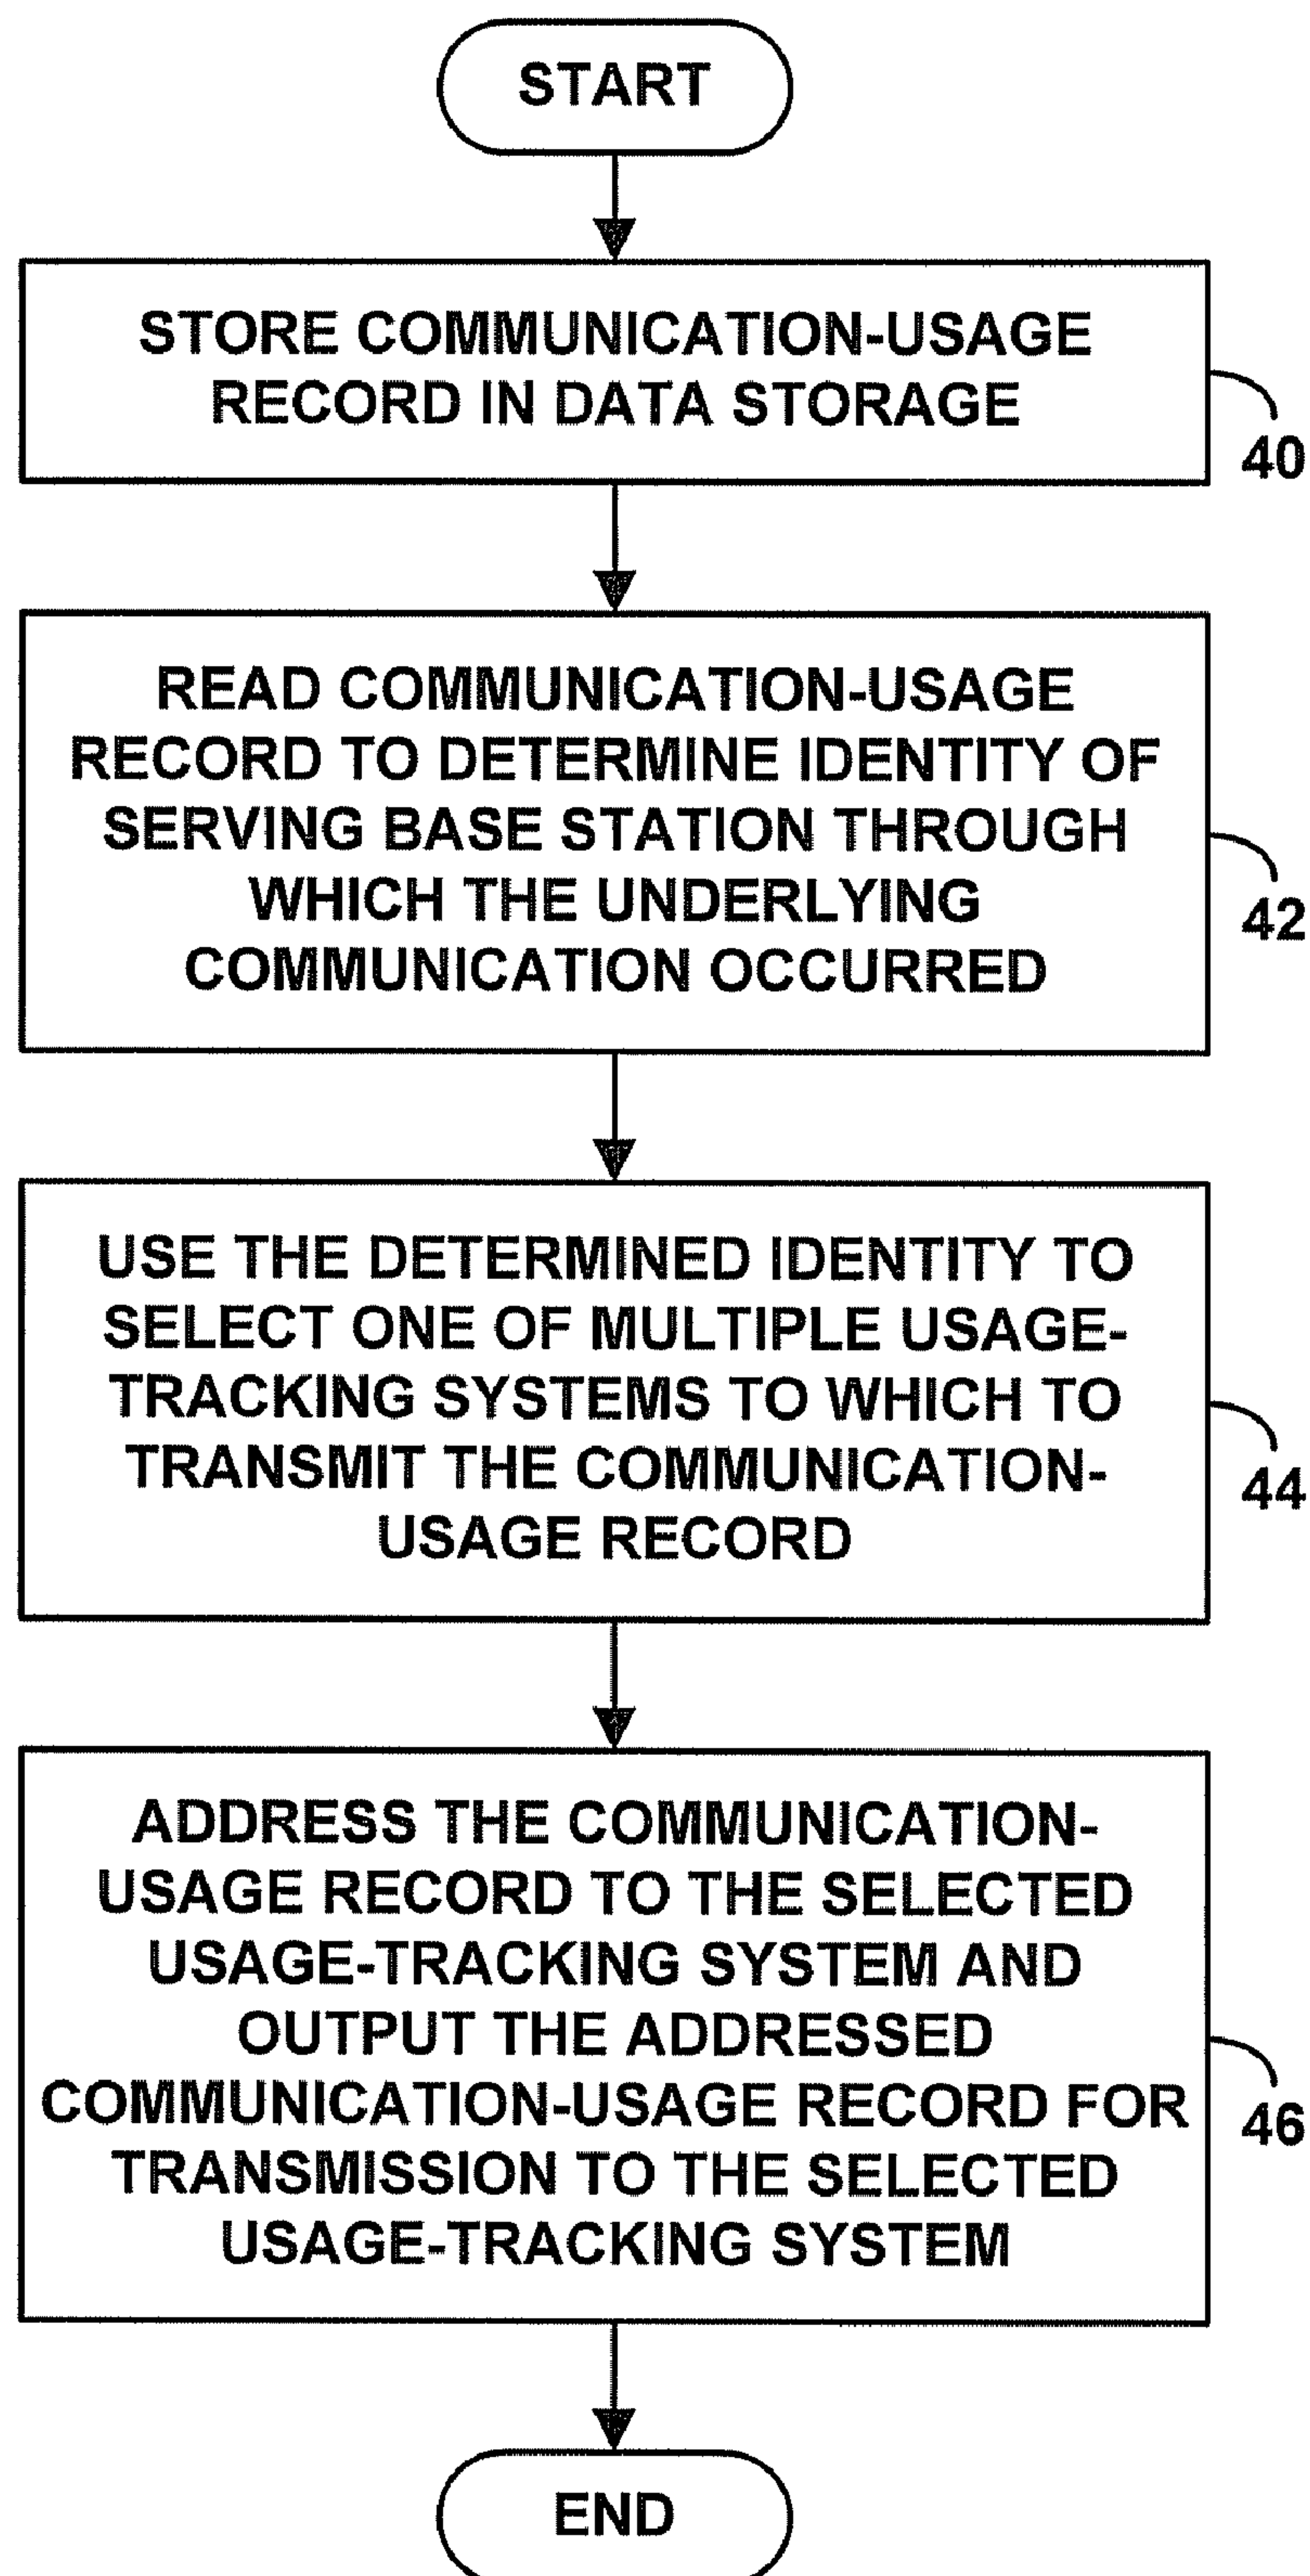 START
STORE COMMUNICATION-USAGE
RECORD IN DATA STORAGE
40
READ COMMUNICATION-USAGE
RECORD TO DETERMINE IDENTITY OF
SERVING BASE STATION THROUGH
WHICH THE UNDERLYING
COMMUNICATION OCCURRED
42
USE THE DETERMINED IDENTITY TO
SELECT ONE OF MULTIPLE USAGE-
TRACKING SYSTEMS TO WHICH TO
TRANSMIT THE COMMUNICATION-
USAGE RECORD
44
ADDRESS THE COMMUNICATION-
USAGE RECORD TO THE SELECTED
USAGE-TRACKING SYSTEM AND
OUTPUT THE ADDRESSED
COMMUNICATION-USAGE RECORD FOR
TRANSMISSION TO THE SELECTED
USAGE-TRACKING SYSTEM
46
END